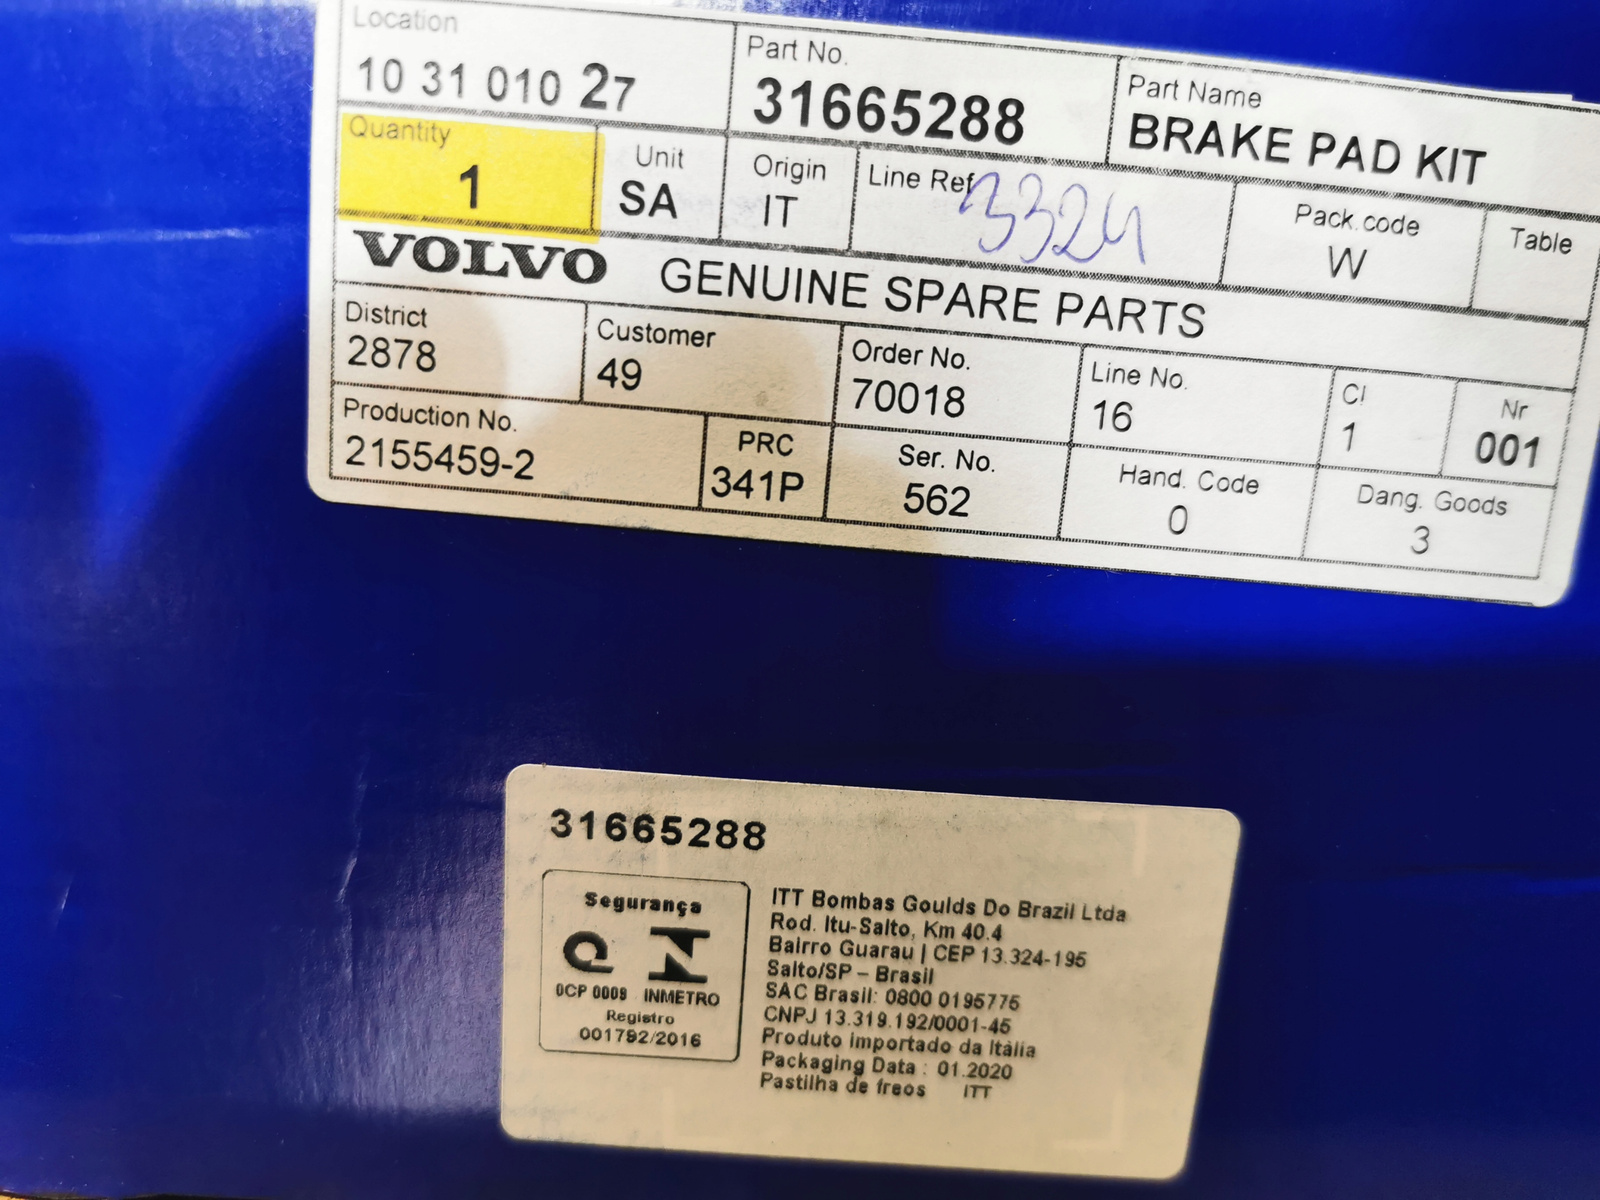 Location
10 31 010 27
Part No.
31665288
Part Name
BRAKE PAD KIT
Quantity
1
Unit
SA
Origin
IT
Line Ref
3324
Pack.code
W
Table
VOLVO GENUINE SPARE PARTS
District
2878
Customer
49
Order No.
70018
Line No.
16
Cl
1
Nr
001
Production No.
2155459-2
PRC
341P
Ser. No.
562
Hand. Code
0
Dang. Goods
3
31665288
Segurança
OCP 0009 INMETRO
Registro
001792/2016
ITT Bombas Goulds Do Brazil Ltda
Rod. Itu-Salto, Km 40.4
Bairro Guarau | CEP 13.324-195
Salto/SP – Brasil
SAC Brasil: 0800 0195775
CNPJ 13.319.192/0001-45
Produto importado da Itália
Packaging Data : 01.2020
Pastilha de freos ITT